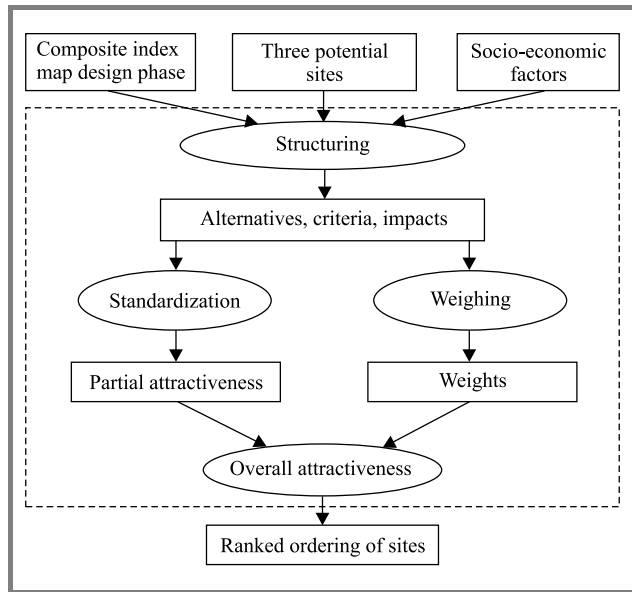 Composite index
map design phase
Three potential
sites
Socio-economic
factors
Structuring
Alternatives, criteria, impacts
Standardization
Weighing
Partial attractiveness
Weights
Overall attractiveness
Ranked ordering of sites